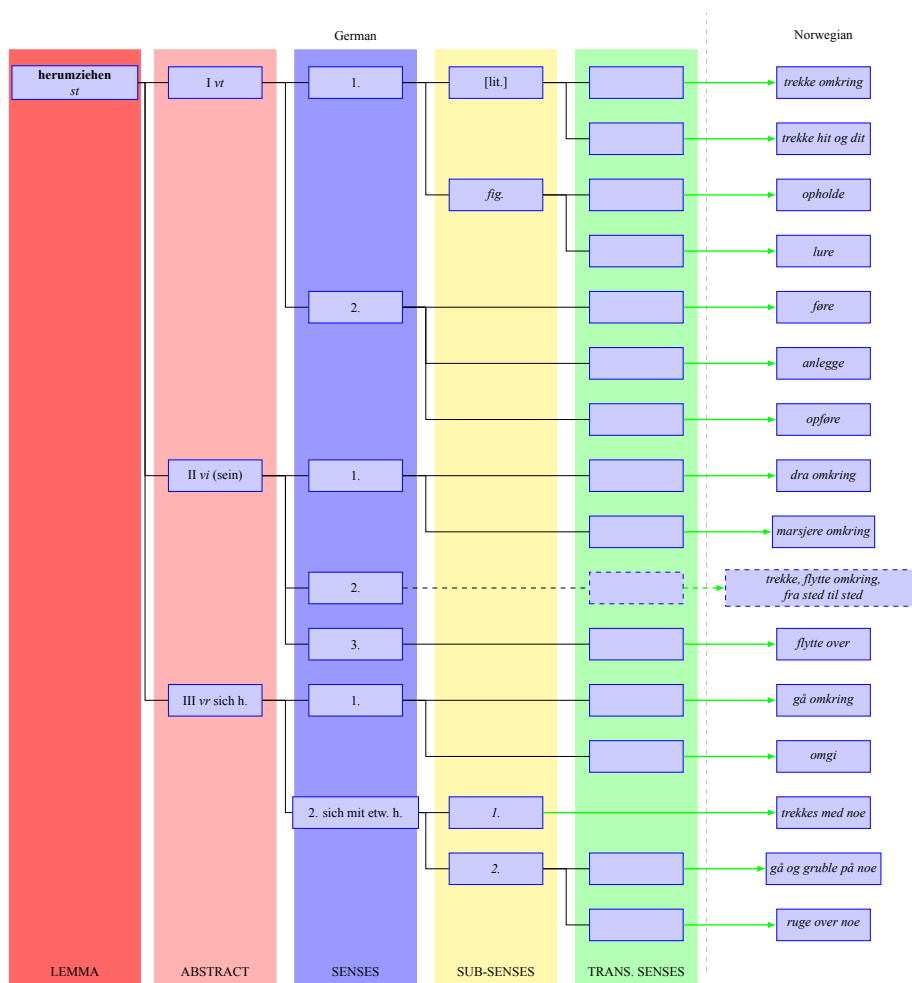 German
Norwegian
herumziehen
st
I vt
1.
[lit.]
trekke omkring
trekke hit og dit
fig.
opholde
lure
2.
føre
anlegge
opføre
II vi (sein)
1.
dra omkring
marsjere omkring
2.
trekke, flytte omkring,
fra sted til sted
3.
flytte over
III vr sich h.
1.
gå omkring
omgi
2. sich mit etw. h.
1.
trekkes med noe
2.
gå og gruble på noe
ruge over noe
LEMMA
ABSTRACT
SENSES
SUB-SENSES
TRANS. SENSES